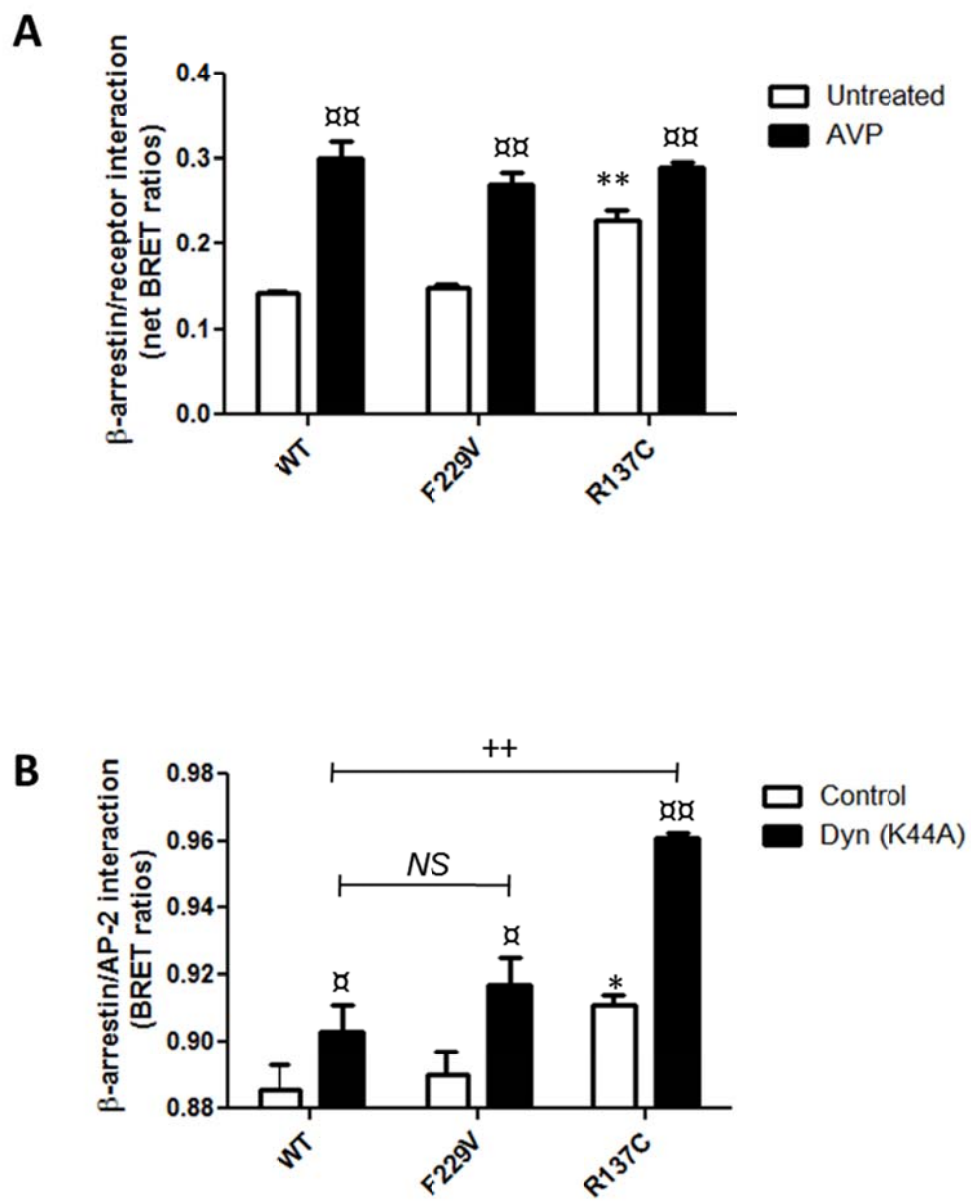 A
β-arrestin/receptor interaction
(net BRET ratios)
0.4
0.3
0.2
0.1
0.0
¤¤
¤¤
**
¤¤
Untreated
AVP
WT
F229V
R137C
B
β-arrestin/AP-2 interaction
(BRET ratios)
0.98
0.96
0.94
0.92
0.90
0.88
++
NS
¤
¤
*
¤¤
Control
Dyn (K44A)
WT
F229V
R137C